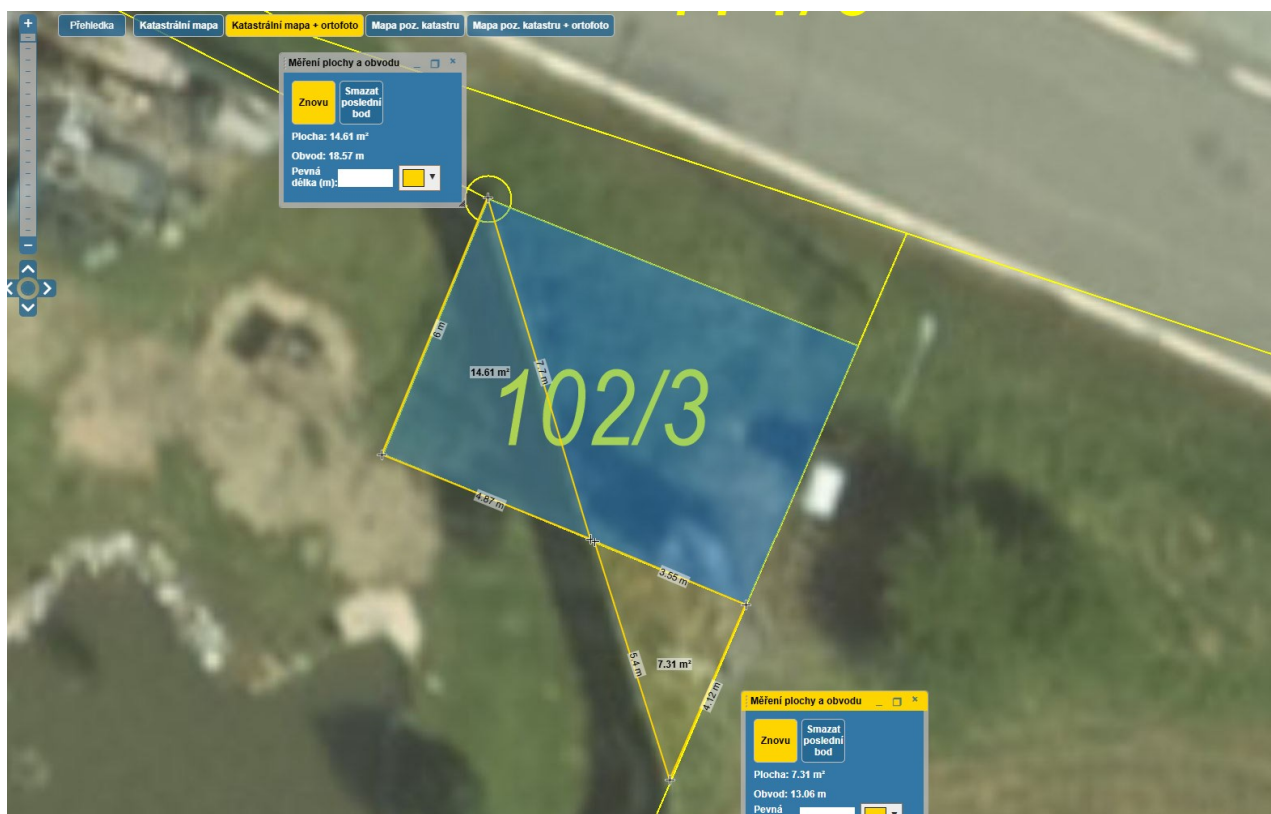 Přehledka
Katastrální mapa
Katastrální mapa + ortofoto
Mapa poz. katastru
Mapa poz. katastru + ortofoto
Měření plochy a obvodu
Znovu
Smazat
poslední
bod
Plocha: 14.61 m²
Obvod: 18.57 m
Pevná
délka (m):
6 m
7.7 m
14.61 m²
102/3
4.87 m
3.55 m
5.4 m
7.31 m²
4.12 m
Měření plochy a obvodu
Znovu
Smazat
poslední
bod
Plocha: 7.31 m²
Obvod: 13.06 m
Pevná